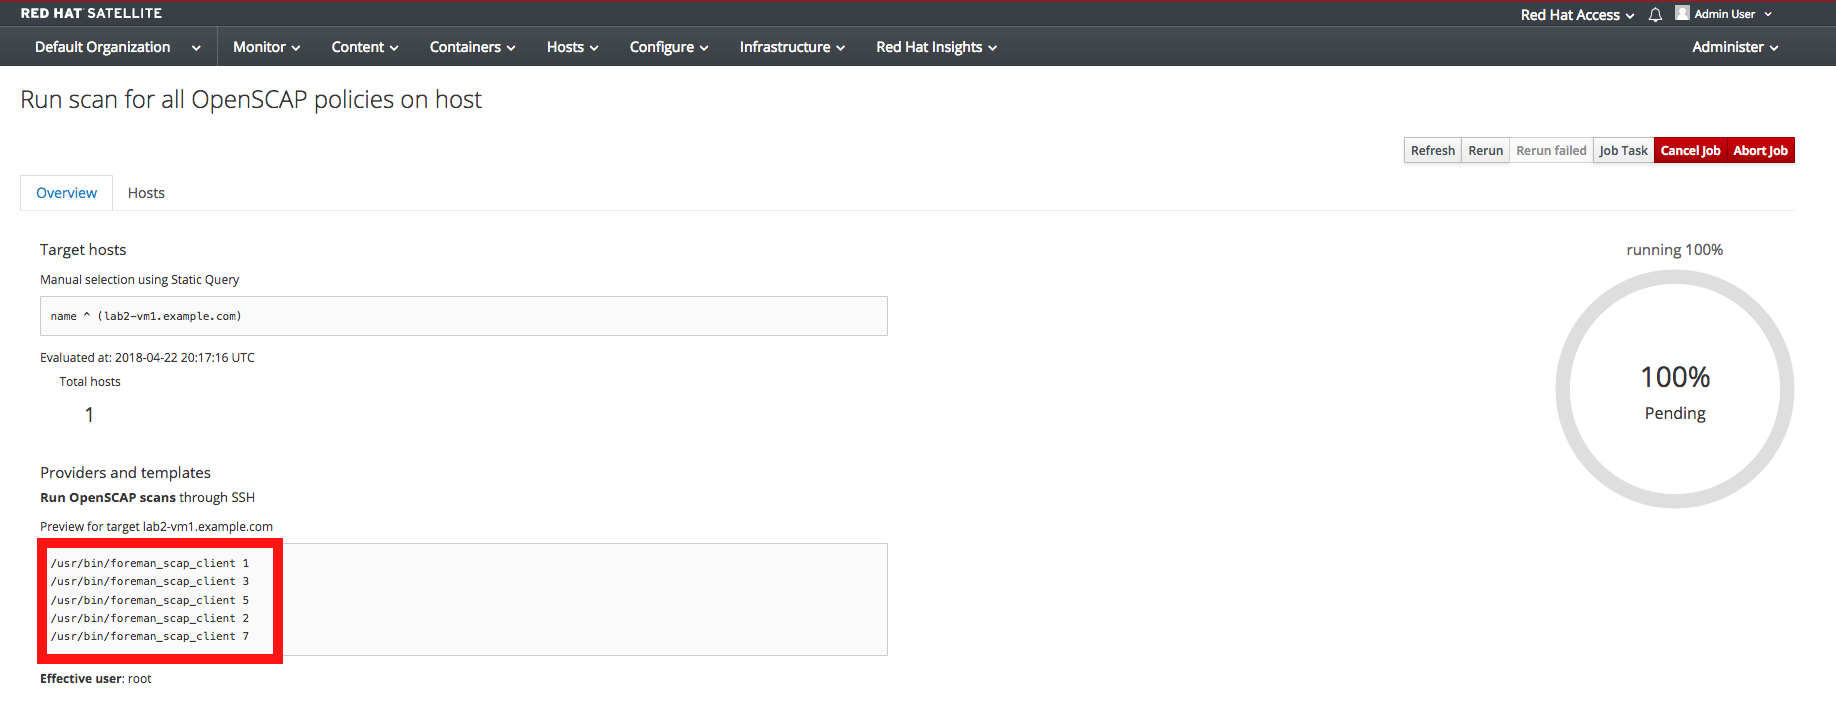 RED HAT SATELLITE
Red Hat Access Admin User
Default Organization Monitor Content Containers Hosts Configure Infrastructure Red Hat Insights Administer
Run scan for all OpenSCAP policies on host
Refresh Rerun Rerun failed Job Task Cancel Job Abort Job
Overview Hosts
Target hosts
running 100%
Manual selection using Static Query
name ^ (lab2-vm1.example.com)
Evaluated at: 2018-04-22 20:17:16 UTC
Total hosts
1
100%
Pending
Providers and templates
Run OpenSCAP scans through SSH
Preview for target lab2-vm1.example.com
/usr/bin/foreman_scap_client 1
/usr/bin/foreman_scap_client 3
/usr/bin/foreman_scap_client 5
/usr/bin/foreman_scap_client 2
/usr/bin/foreman_scap_client 7
Effective user: root